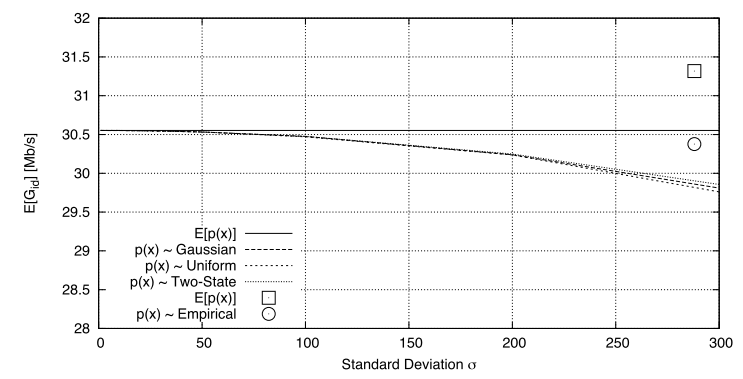 32
31.5
31
30.5
30
29.5
29
28.5
28
E[G_id] [Mb/s]
E[p(x)]
p(x) ~ Gaussian
p(x) ~ Uniform
p(x) ~ Two-State
E[p(x)]
p(x) ~ Empirical
0 50 100 150 200 250 300
Standard Deviation σ